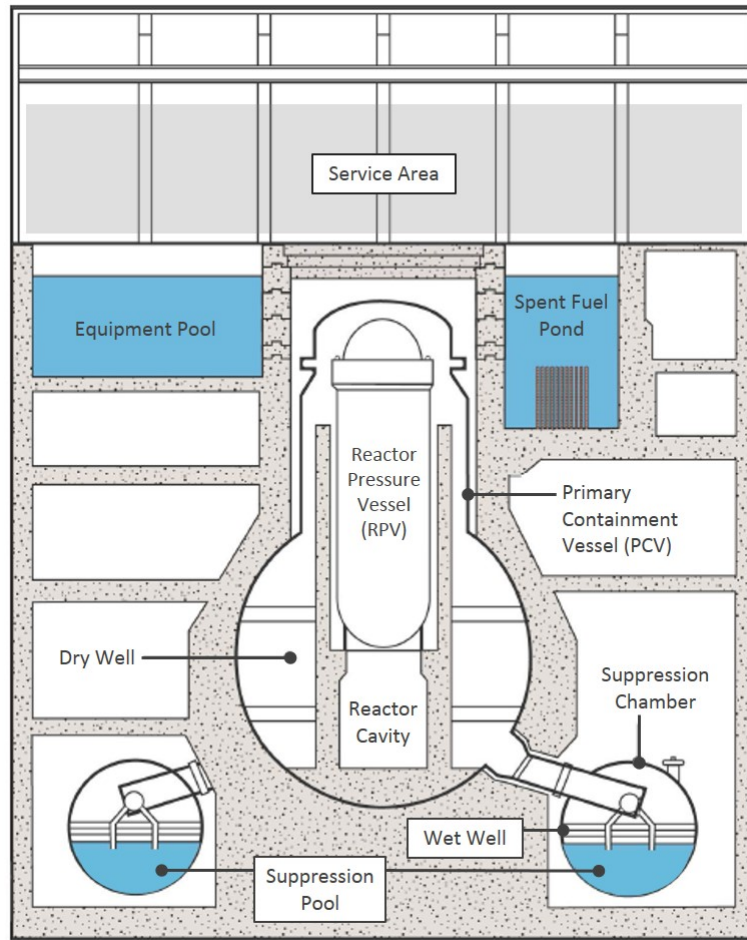 Service Area
Equipment Pool
Spent Fuel
Pond
Reactor
Pressure
Vessel
(RPV)
Primary
Containment
Vessel (PCV)
Dry Well
Suppression
Chamber
Reactor
Cavity
Wet Well
Suppression
Pool